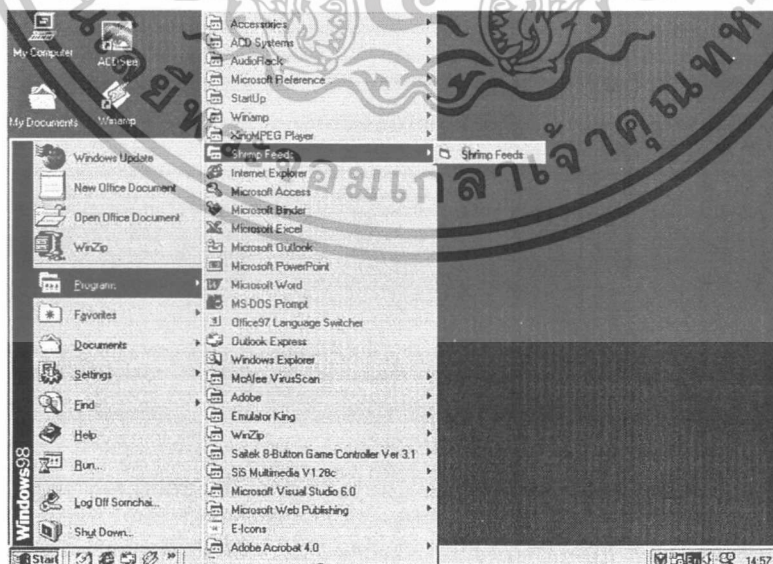 My Computer
ACDSee
My Documents
Winamp
Windows Update
New Office Document
Open Office Document
WinZip
Programs
Favorites
Documents
Settings
Find
Help
Run...
Log Off Somchai...
Shut Down...
Windows98
Accessories
ACD Systems
AudioRack
Microsoft Reference
StartUp
Winamp
XingMPEG Player
Shrimp Feeds
Internet Explorer
Microsoft Access
Microsoft Binder
Microsoft Excel
Microsoft Outlook
Microsoft PowerPoint
Microsoft Word
MS-DOS Prompt
Office97 Language Switcher
Outlook Express
Windows Explorer
McAfee VirusScan
Adobe
Emulator King
WinZip
Saitek 8-Button Game Controller Ver 3.1
SiS Multimedia V1.28c
Microsoft Visual Studio 6.0
Microsoft Web Publishing
E-Icons
Adobe Acrobat 4.0
Shrimp Feeds
Start
14:57